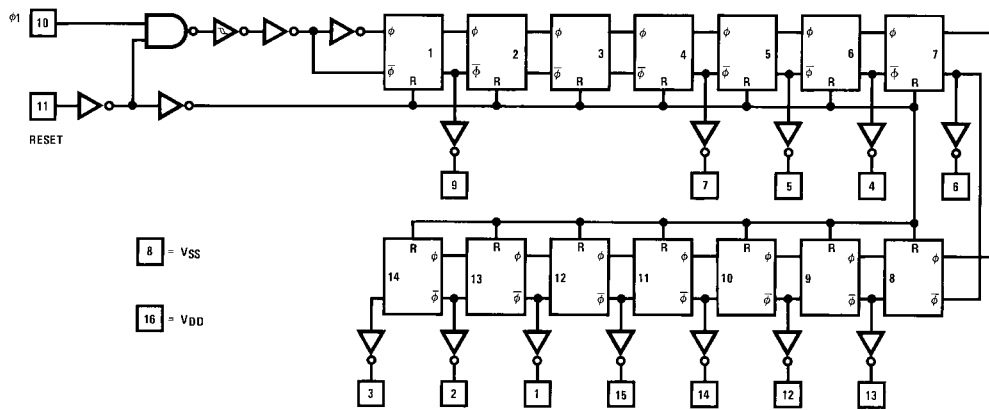 ϕ1 10 ϕ ϕ ϕ ϕ ϕ ϕ ϕ
1 2 3 4 5 6 7
ϕ̅ ϕ̅ ϕ̅ ϕ̅ ϕ̅ ϕ̅ ϕ̅
R R R R R R R
11
RESET
9 7 5 4 6
R R R R R R R
8 = VSS
ϕ ϕ ϕ ϕ ϕ ϕ ϕ
14 13 12 11 10 9 8
ϕ̅ ϕ̅ ϕ̅ ϕ̅ ϕ̅ ϕ̅ ϕ̅
16 = VDD
3 2 1 15 14 12 13